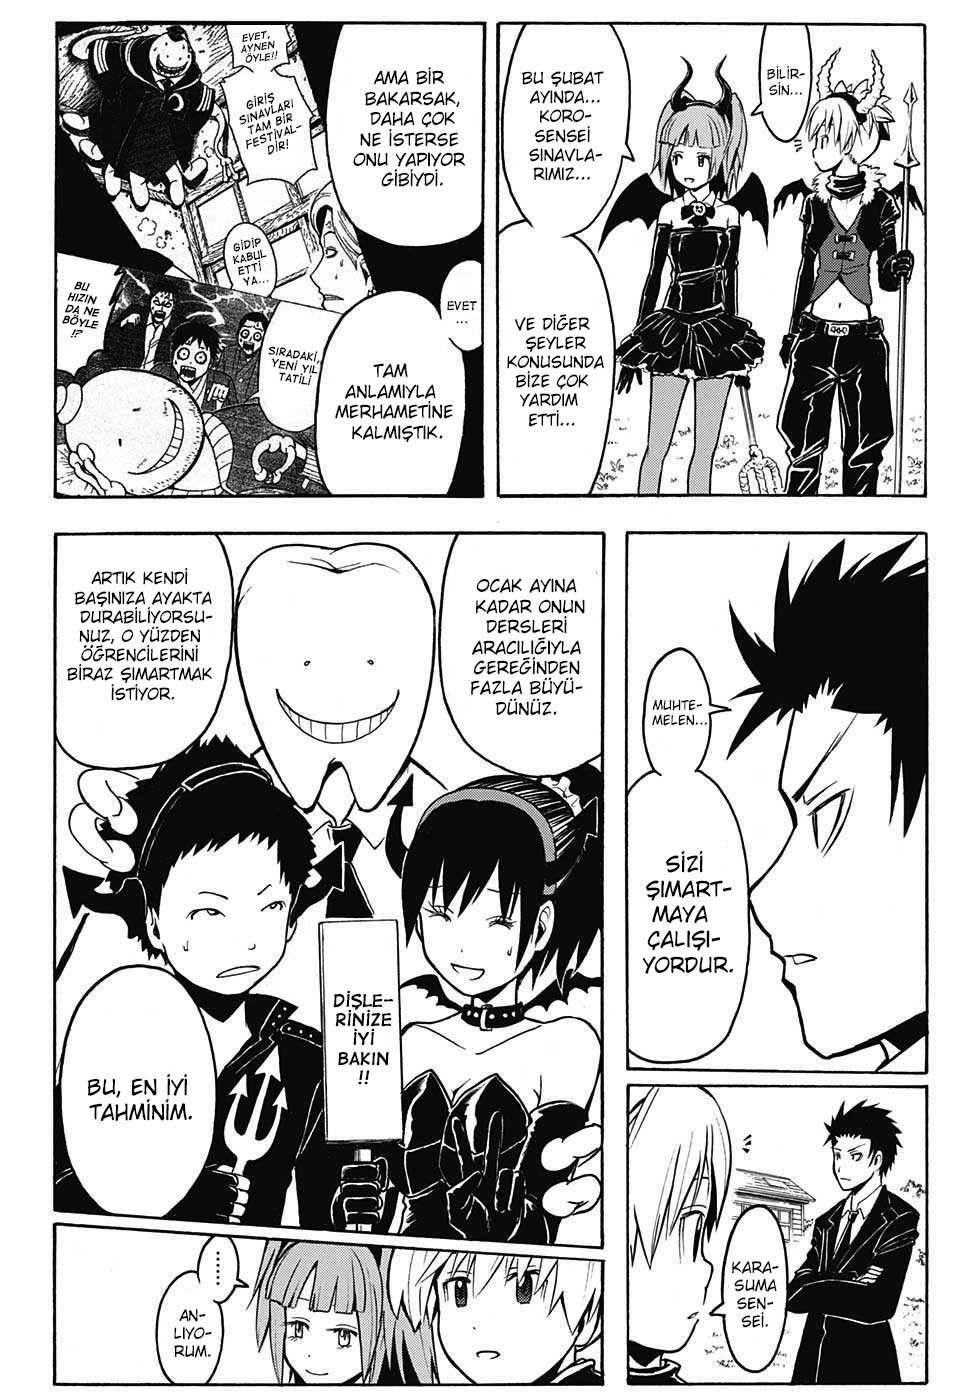 BİLİR-
SİN...
BU ŞUBAT
AYINDA...
KORO-
SENSEİ
SINAVLA-
RIMIZ...
VE DİĞER
ŞEYLER
KONUSUNDA
BİZE ÇOK
YARDIM
ETTİ...
AMA BİR
BAKARSAK,
DAHA ÇOK
NE İSTERSE
ONU YAPIYOR
GİBİYDİ.
EVET,
AYNEN
ÖYLE!!
GİRİŞ
SINAVLARI
TAM BİR
FESTİVAL-
DİR!
GİDİP
KABUL
ETTİ
YA...
EVET
...
TAM
ANLAMIYLA
MERHAMETİNE
KALMIŞTIK.
SIRADAKİ,
YENİ YIL
TATİLİ
BU
HIZIN
DA NE
BÖYLE
!?
MUHTE-
MELEN...
SİZİ
ŞIMART-
MAYA
ÇALIŞI-
YORDUR.
OCAK AYINA
KADAR ONUN
DERSLERİ
ARACILIĞIYLA
GEREĞİNDEN
FAZLA BÜYÜ-
DÜNÜZ.
ARTIK KENDİ
BAŞINIZA AYAKTA
DURABİLİYORSU-
NUZ, O YÜZDEN
ÖĞRENCİLERİNİ
BİRAZ ŞIMARTMAK
İSTİYOR.
DİŞLE-
RİNİZE
İYİ
BAKIN
!!
BU, EN İYİ
TAHMİNİM.
KARA-
SUMA
SEN-
SEİ.
......
AN-
LIYO-
RUM.